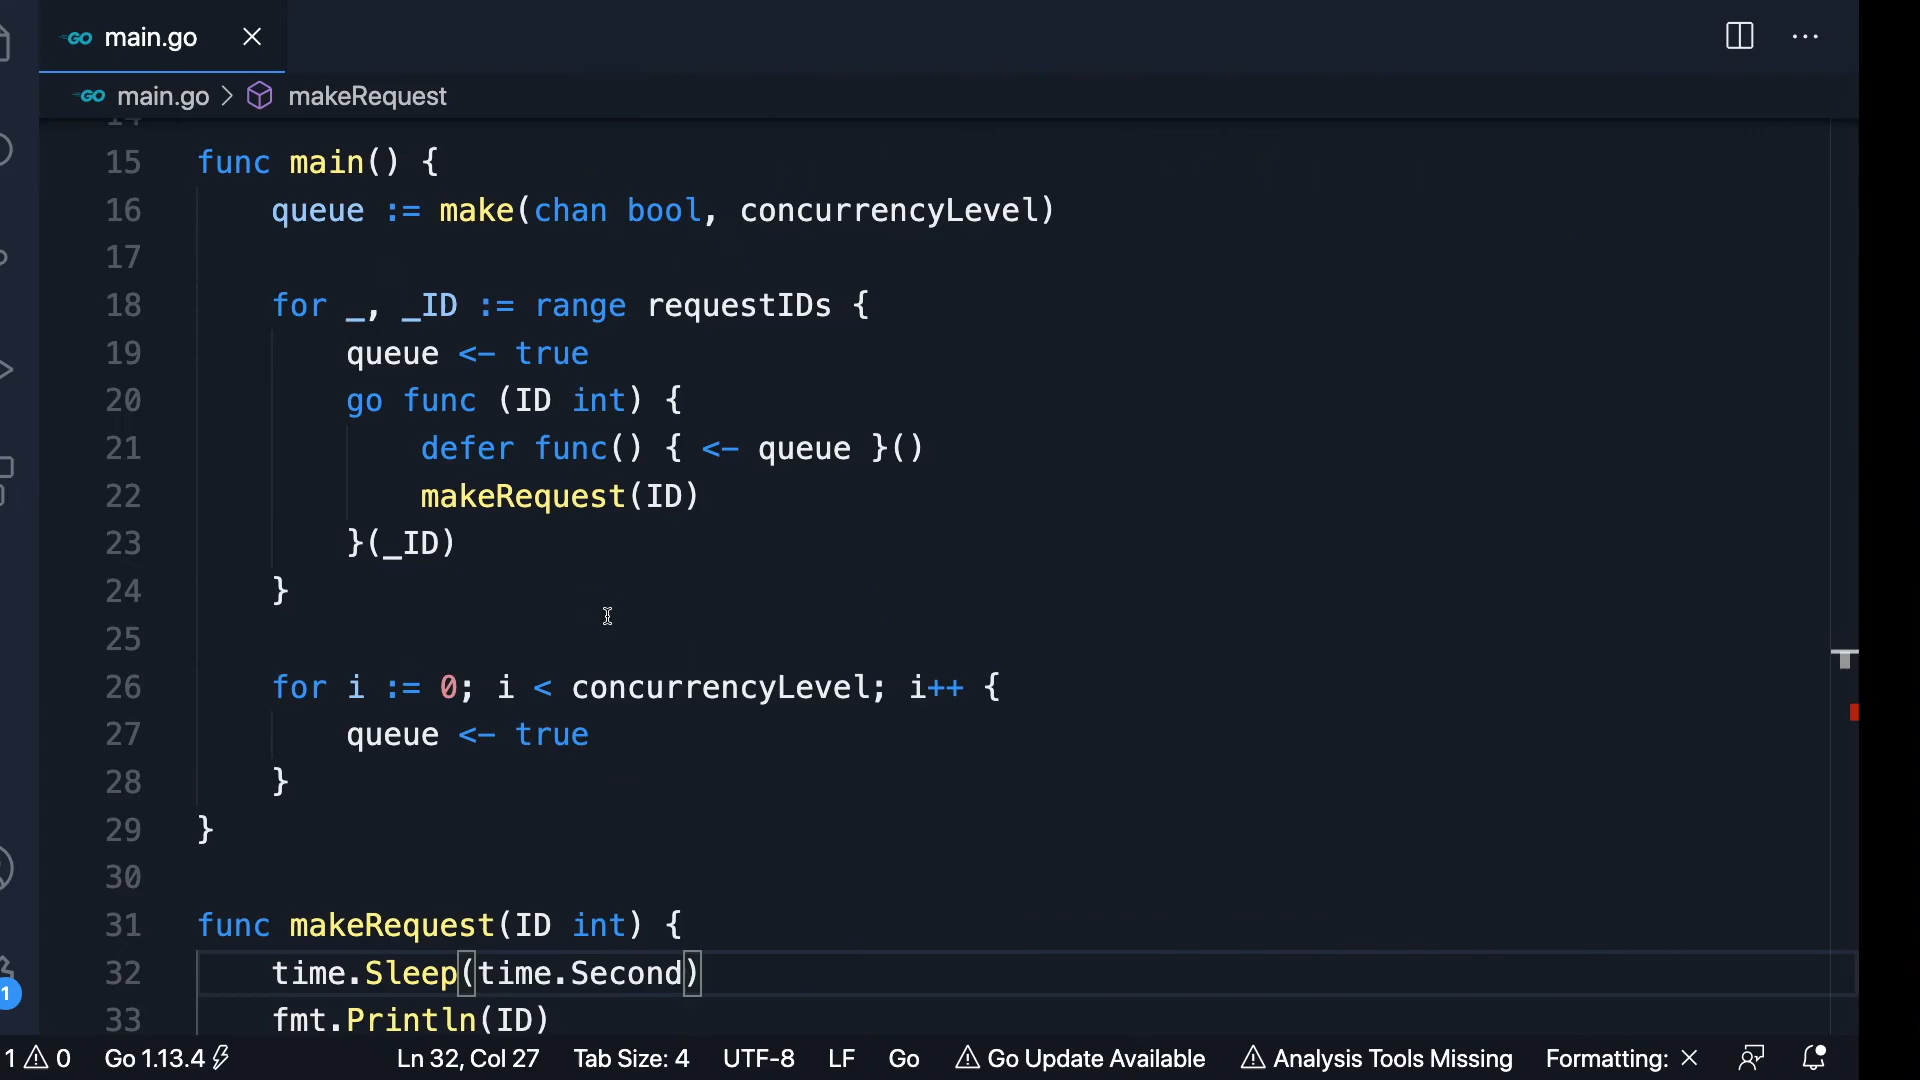 GO main.go
GO main.go > makeRequest
14
15 func main() {
16 queue := make(chan bool, concurrencyLevel)
17
18 for _, _ID := range requestIDs {
19 queue <- true
20 go func (ID int) {
21 defer func() { <- queue }()
22 makeRequest(ID)
23 }(_ID)
24 }
25
26 for i := 0; i < concurrencyLevel; i++ {
27 queue <- true
28 }
29 }
30
31 func makeRequest(ID int) {
32 time.Sleep(time.Second)
33 fmt.Println(ID)
1
1 0 Go 1.13.4 Ln 32, Col 27 Tab Size: 4 UTF-8 LF Go Go Update Available Analysis Tools Missing Formatting: ×